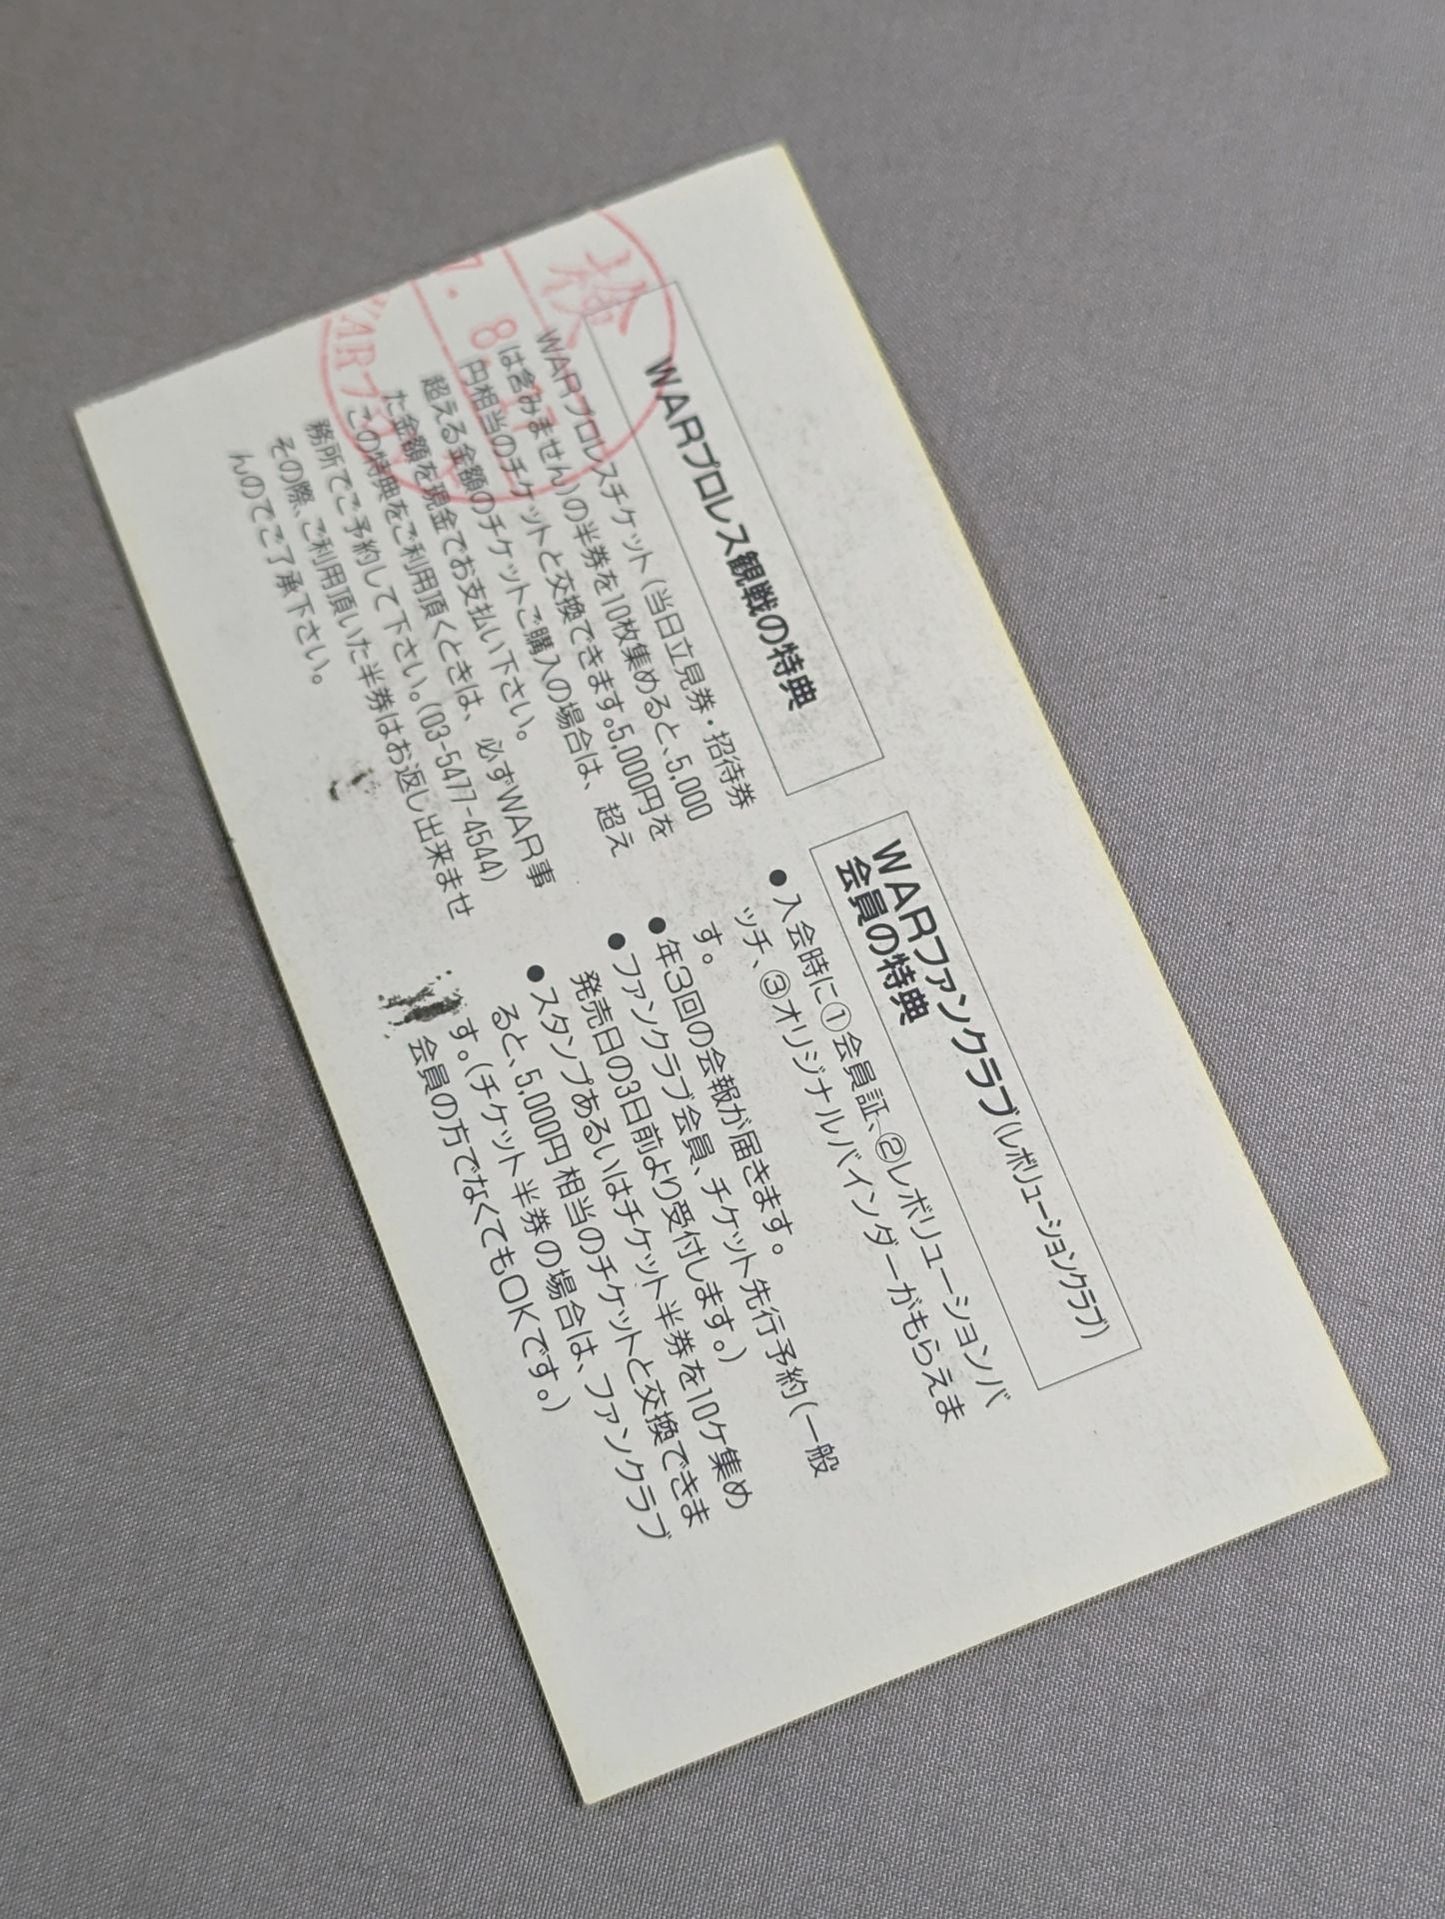 WARプロレス観戦の特典
WARプロレスチケット(当日立見券・招待券
は含みません)の半券を10枚集めると、5,000
円相当のチケットと交換できます。5,000円を
超える金額のチケットご購入の場合は、超え
た金額を現金でお支払い下さい。
この特典をご利用頂くときは、必ずWAR事
務所でご予約して下さい。(03-5477-4544)
その際、ご利用頂いた半券はお返し出来ませ
んのでご了承下さい。
WARファンクラブ(レボリューションクラブ)
会員の特典
●入会時に①会員証、②レボリューションバ
ッチ、③オリジナルバインダーがもらえま
す。
●年3回の会報が届きます。
●ファンクラブ会員、チケット先行予約(一般
発売日の3日前より受付します。)
●スタンプあるいはチケット半券を10ケ集め
ると、5,000円相当のチケットと交換できま
す。(チケット半券の場合は、ファンクラブ
会員の方でなくてもOKです。)
7. 8.